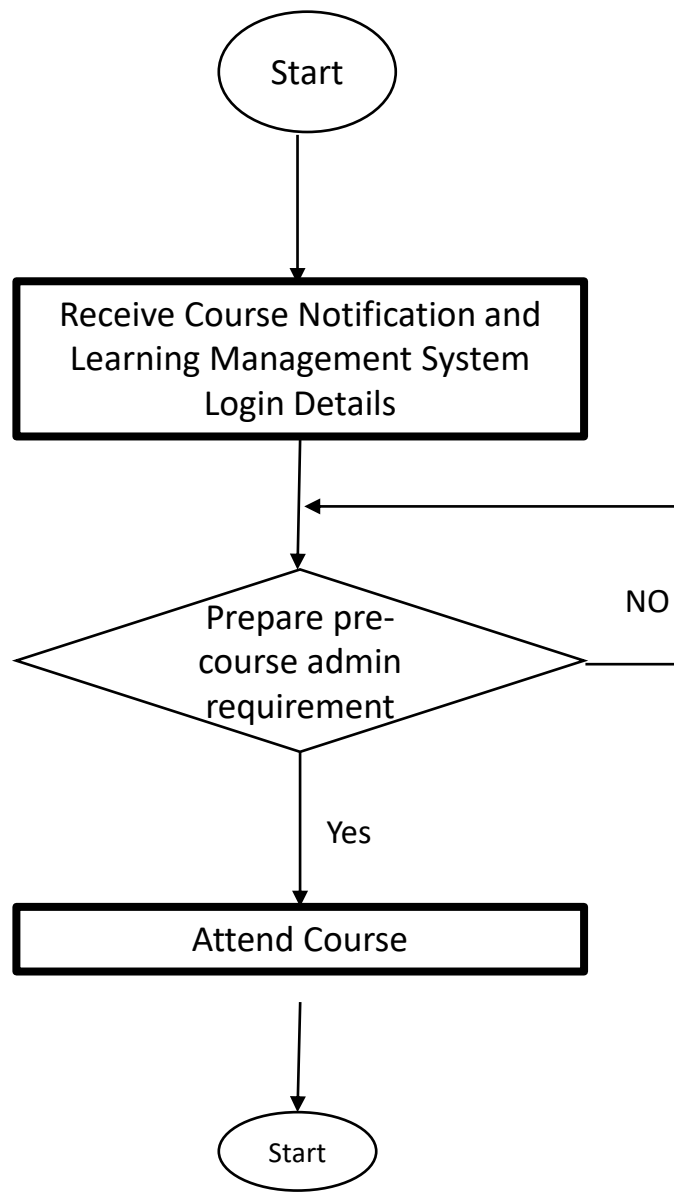 Start
Receive Course Notification and
Learning Management System
Login Details
NO
Prepare pre-
course admin
requirement
Yes
Attend Course
Start